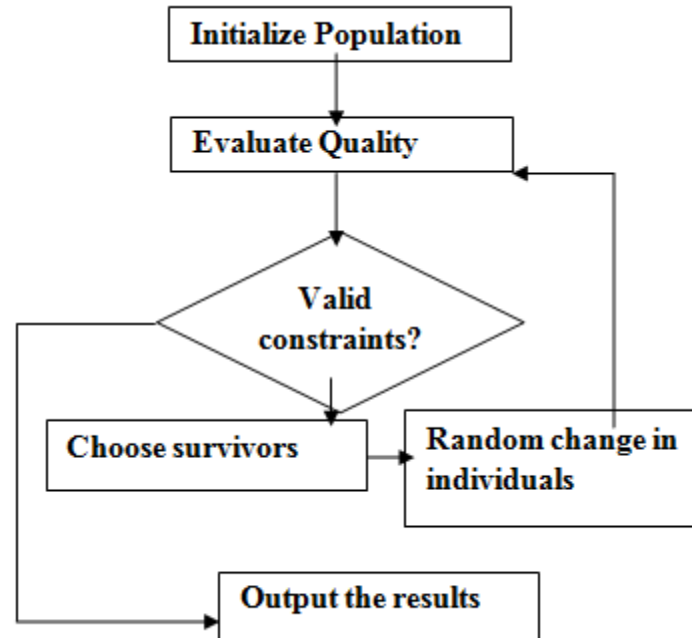 Initialize Population
Evaluate Quality
Valid
constraints?
Choose survivors
Random change in
individuals
Output the results